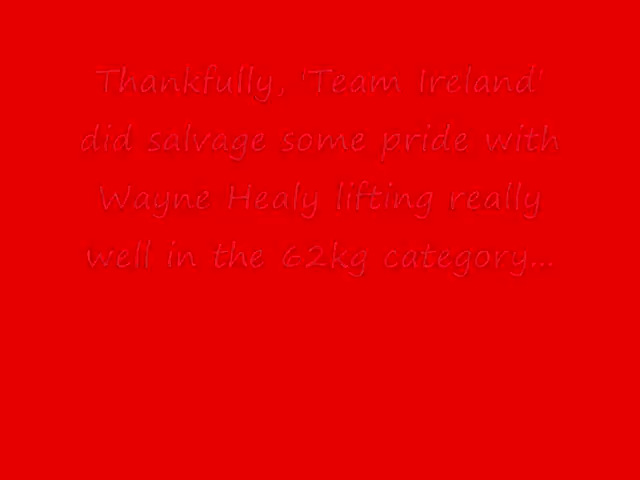 Thankfully, 'Team Ireland'
did salvage some pride with
Wayne Healy lifting really
well in the 62kg category...